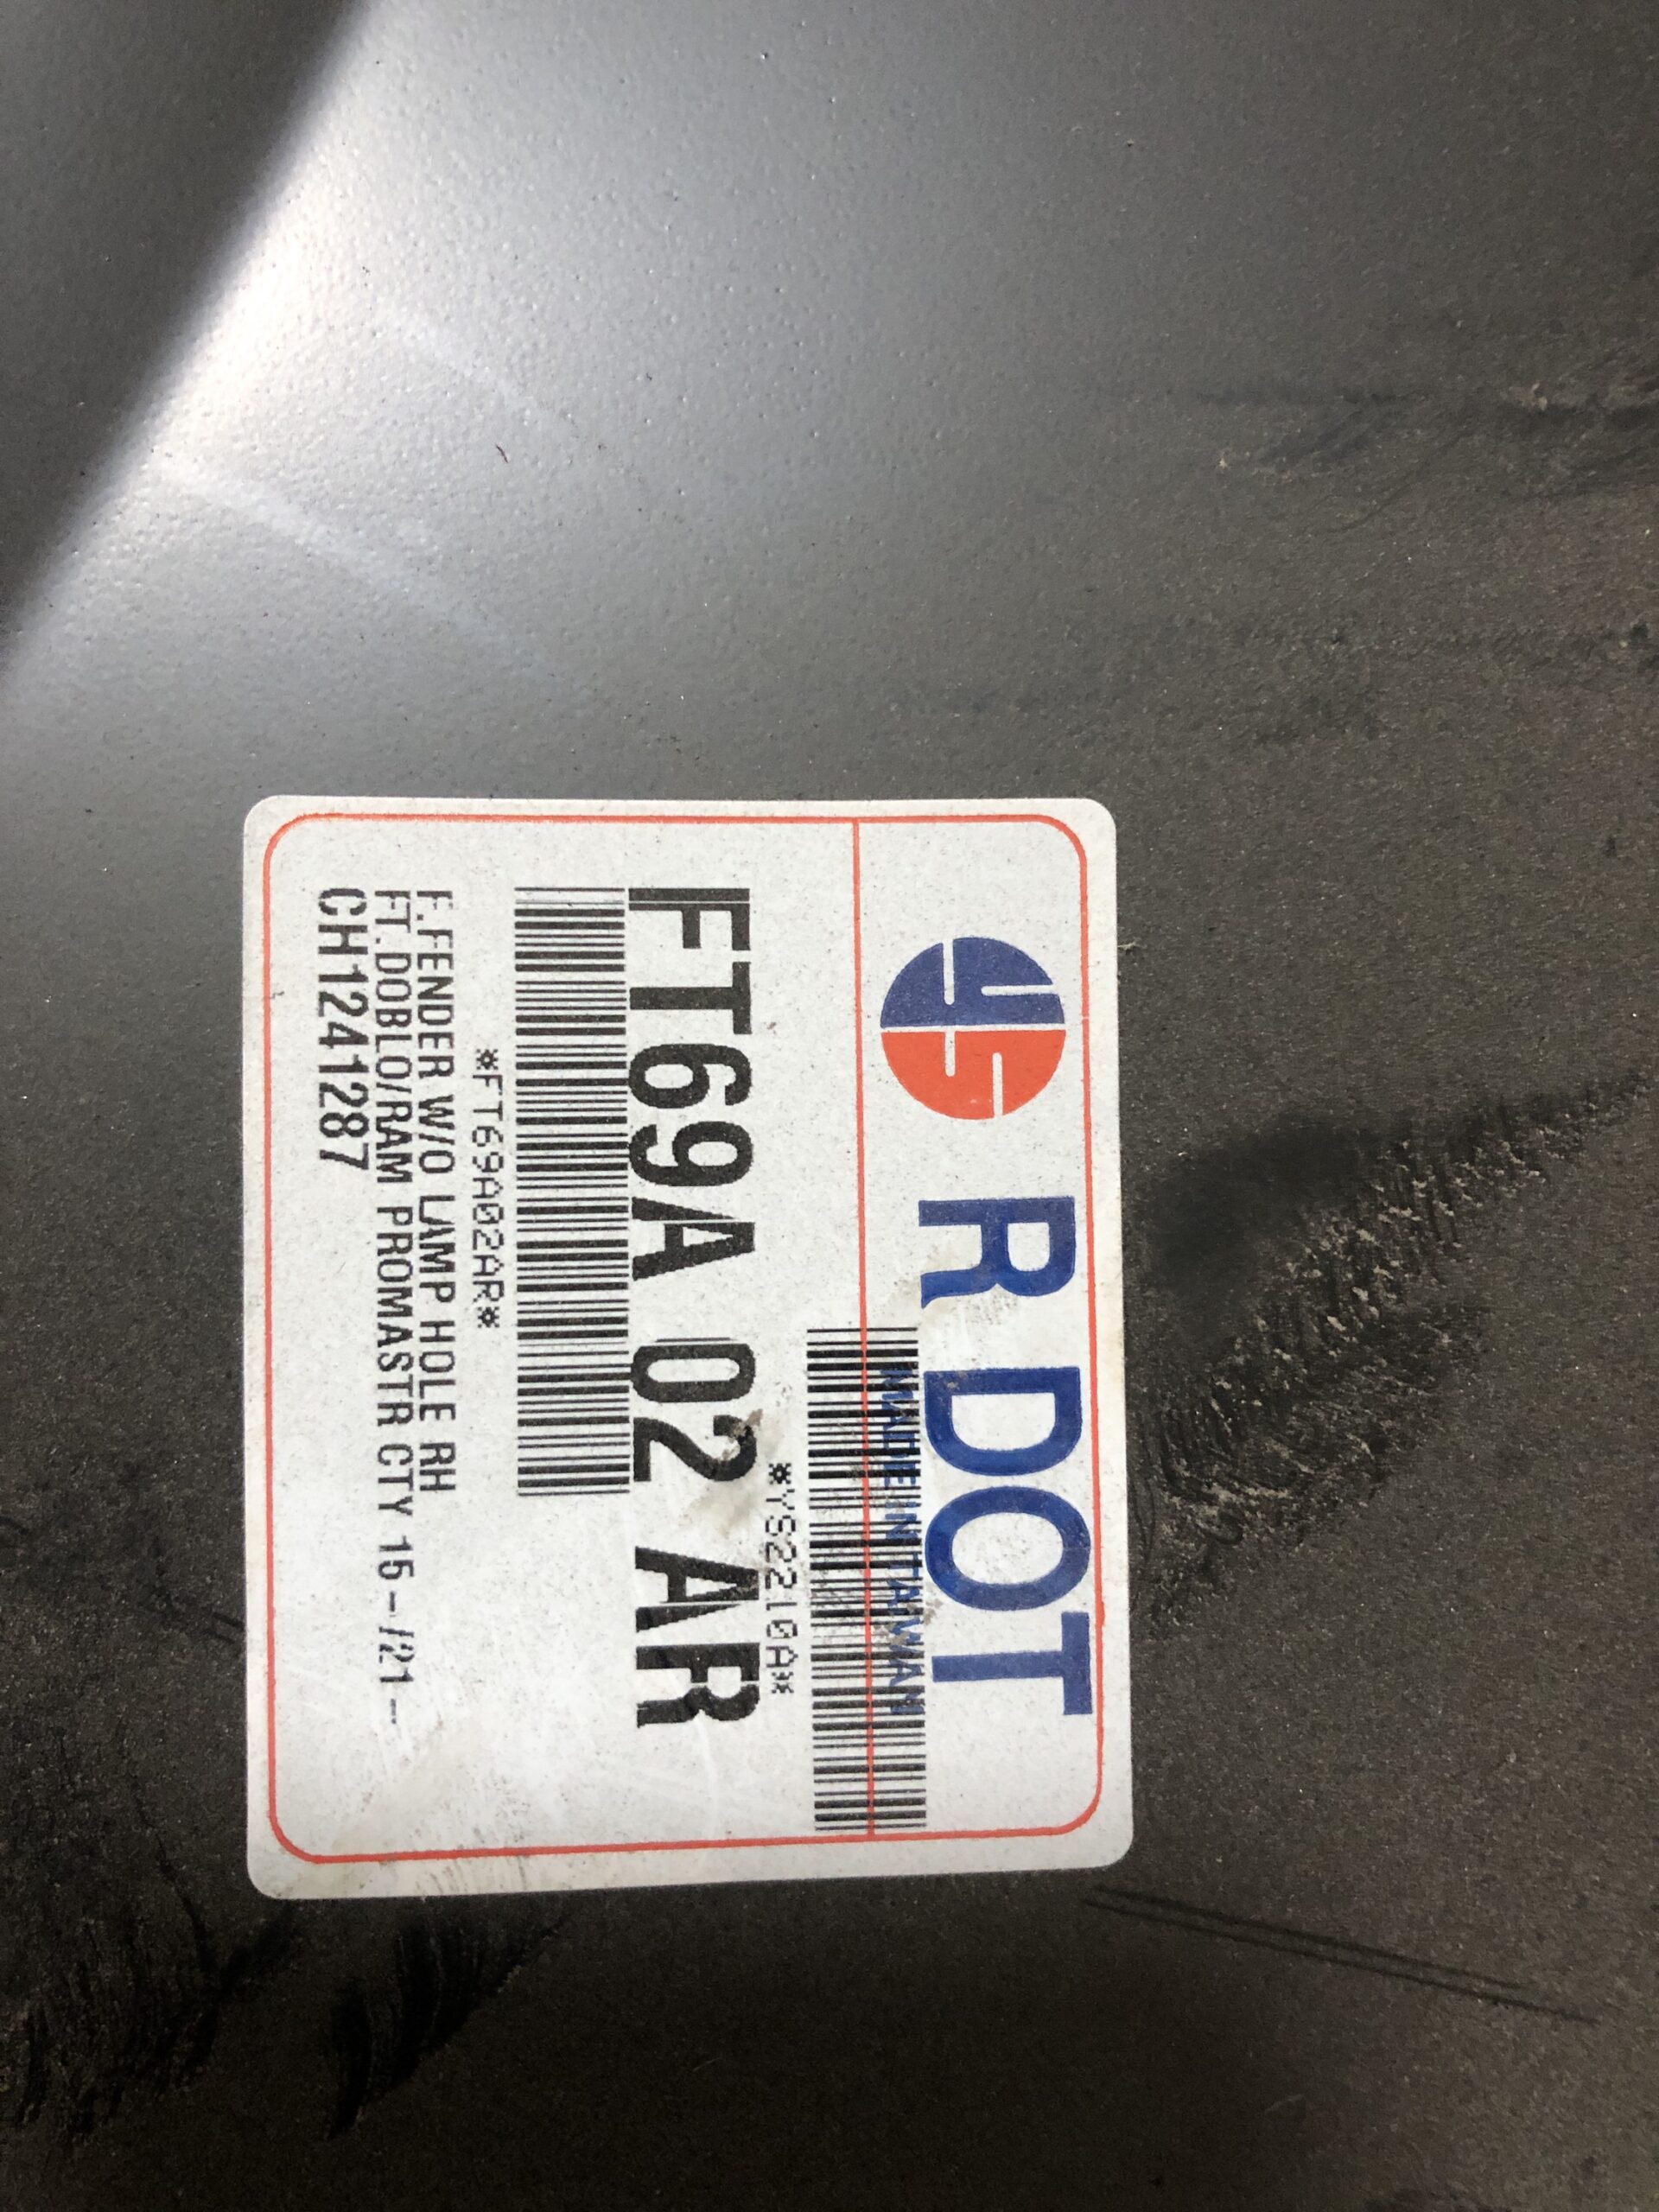 YS R DOT
MADE IN TAIWAN
*YS2210A*
FT69A 02 AR
*FT69A02AR*
F.FENDER W/O LAMP HOLE RH
FT.DOBLO/RAM PROMASTR CTY 15-/21-
CH1241287